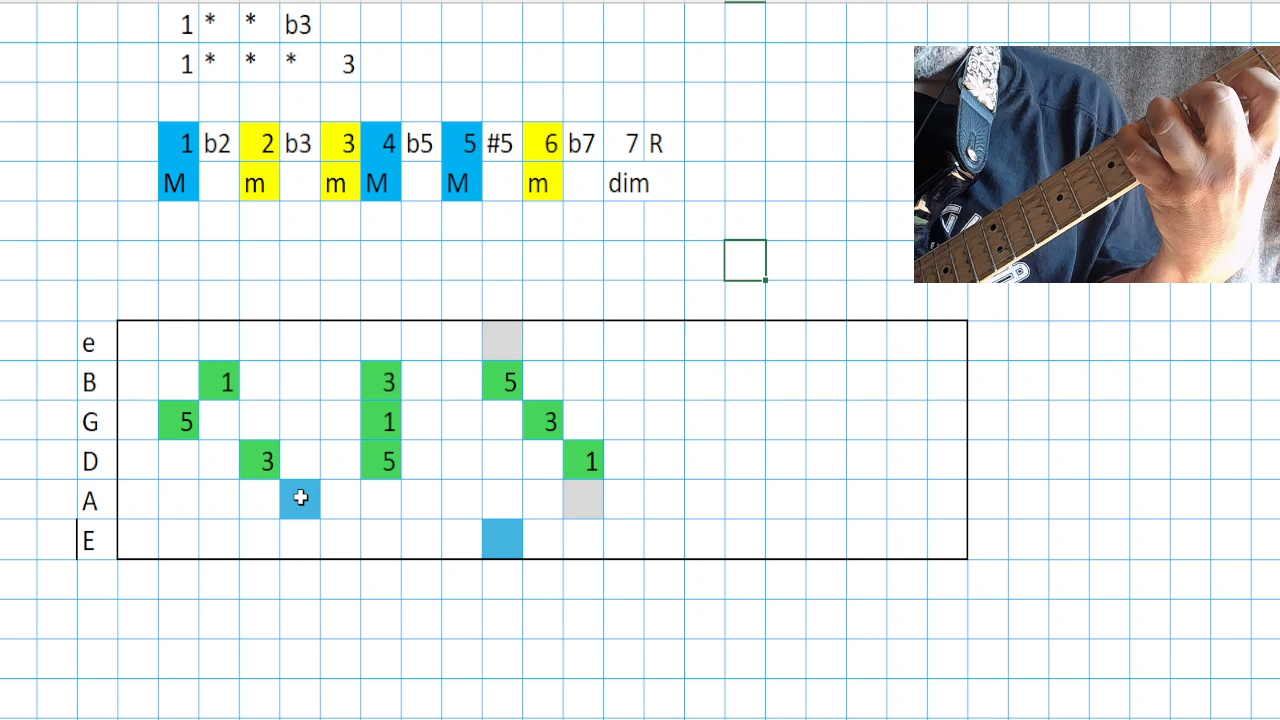 1 * * b3
1 * * * 3
1 b2 2 b3 3 4 b5 5 #5 6 b7 7 R
M m m M M m dim
e
B 1 3 5
G 5 1 3
D 3 5 1
A
E